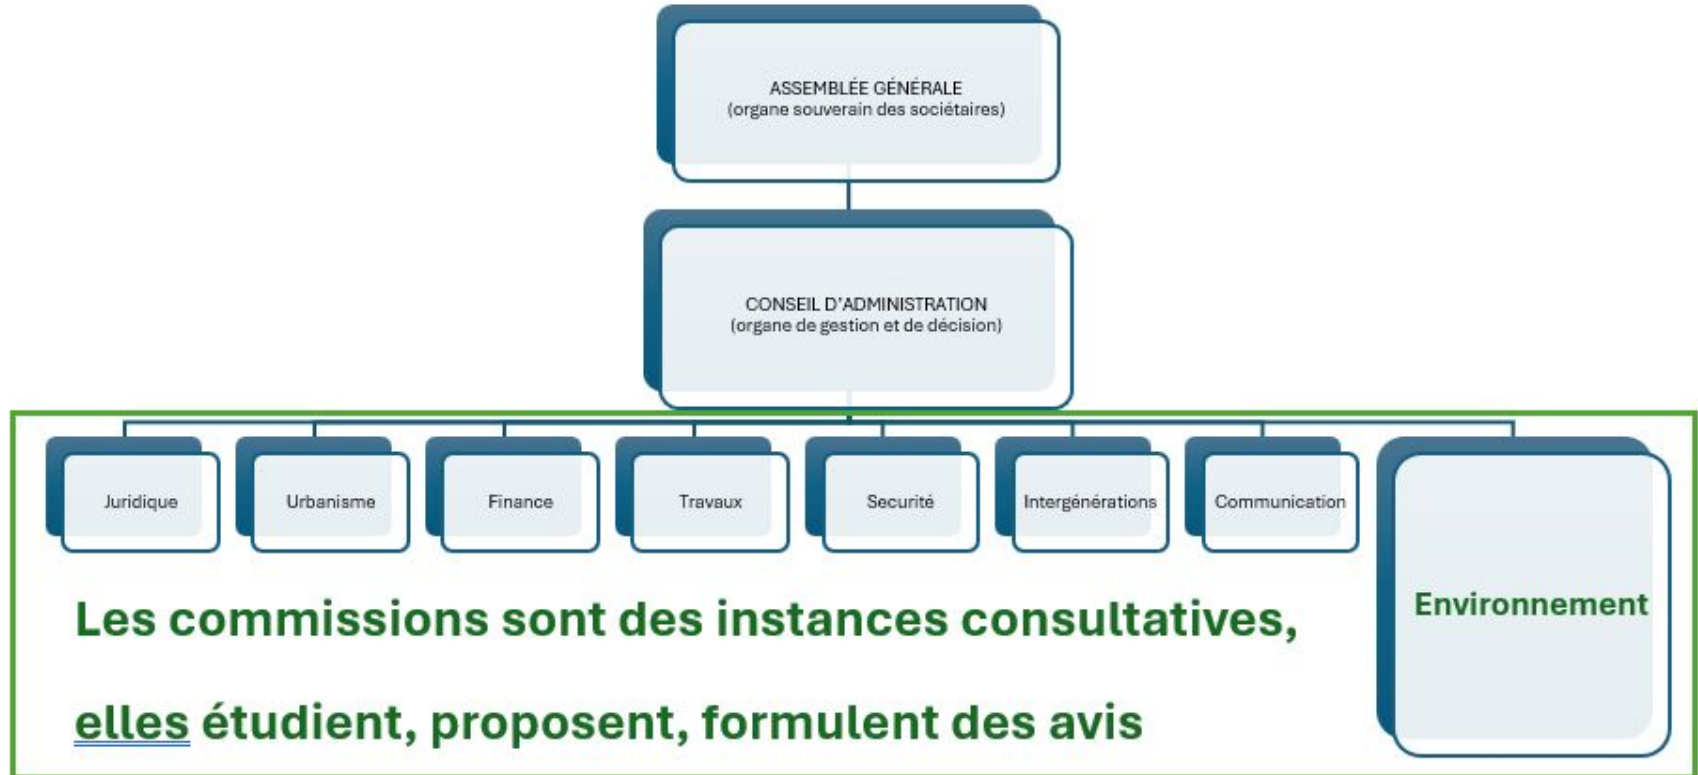 ASSEMBLÉE GÉNÉRALE
(organe souverain des sociétaires)
CONSEIL D'ADMINISTRATION
(organe de gestion et de décision)
Juridique
Urbanisme
Finance
Travaux
Securité
Intergénérations
Communication
Environnement
Les commissions sont des instances consultatives,
elles étudient, proposent, formulent des avis